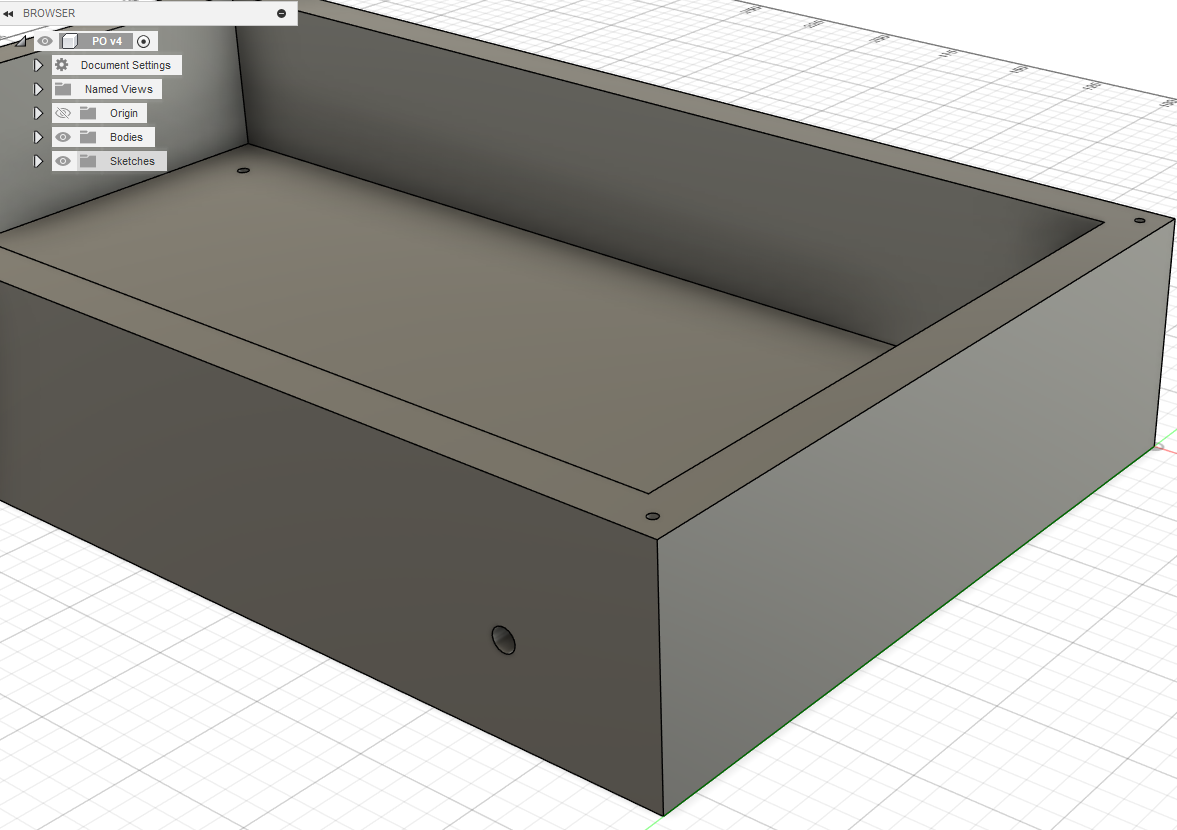 BROWSER
PO v4
Document Settings
Named Views
Origin
Bodies
Sketches